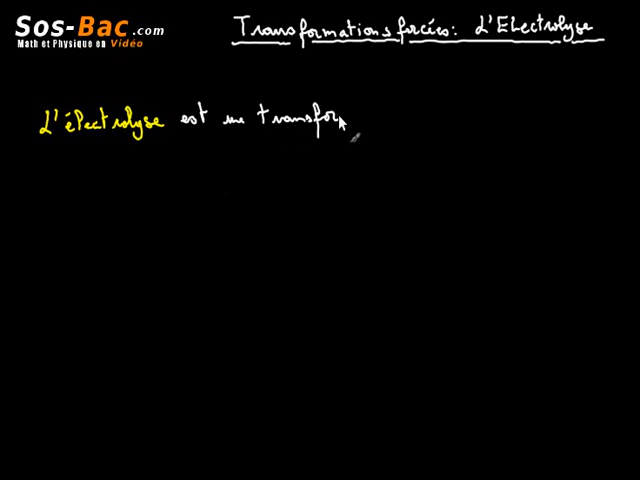 Sos-Bac.com
Math et Physique en Vidéo
Transformations forcées: L'Electrolyse
L'électrolyse est une transfor